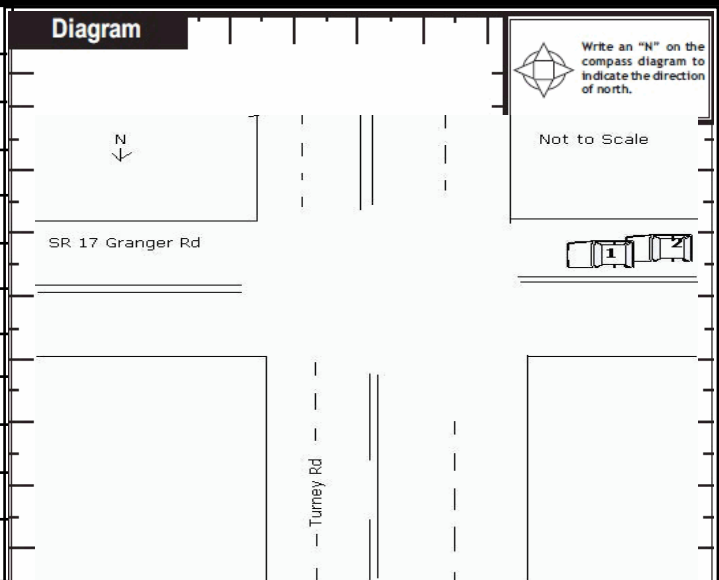 Diagram
Write an “N” on the
compass diagram to
indicate the direction
of north.
N
Not to Scale
SR 17 Granger Rd
1
2
Turney Rd